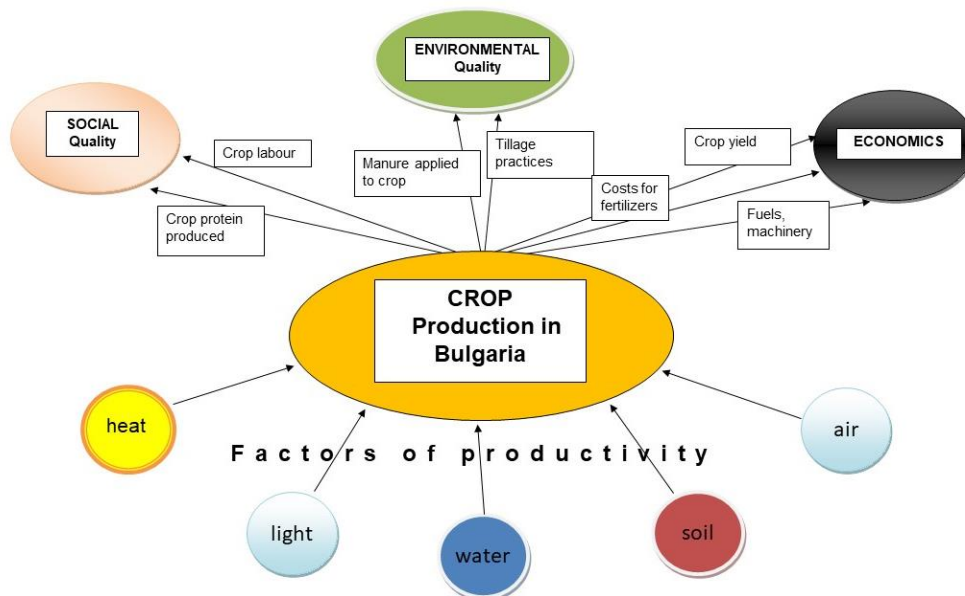 ENVIRONMENTAL
Quality
SOCIAL
Quality
ECONOMICS
Crop labour
Manure applied
to crop
Tillage
practices
Crop yield
Costs for
fertilizers
Crop protein
produced
Fuels,
machinery
CROP
Production in
Bulgaria
heat
air
Factors of productivity
light
water
soil